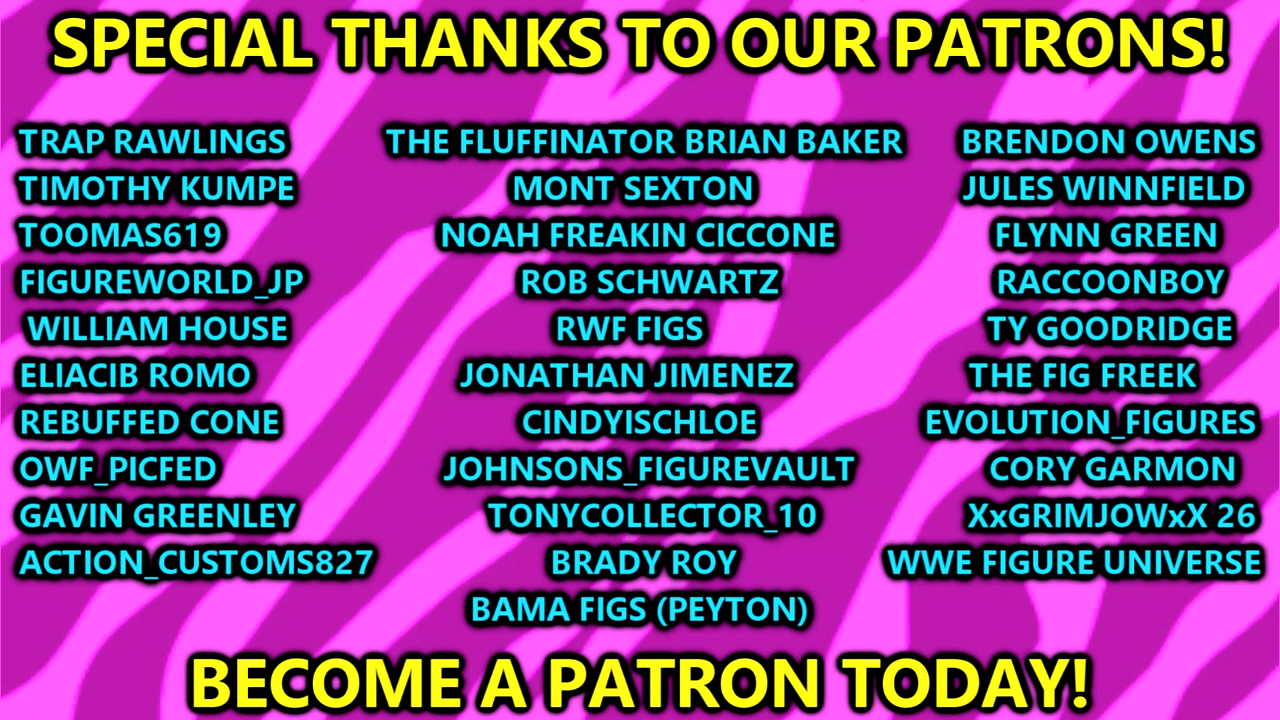 SPECIAL THANKS TO OUR PATRONS!
TRAP RAWLINGS
TIMOTHY KUMPE
TOOMAS619
FIGUREWORLD_JP
WILLIAM HOUSE
ELIACIB ROMO
REBUFFED CONE
OWF_PICFED
GAVIN GREENLEY
ACTION_CUSTOMS827
THE FLUFFINATOR BRIAN BAKER
MONT SEXTON
NOAH FREAKIN CICCONE
ROB SCHWARTZ
RWF FIGS
JONATHAN JIMENEZ
CINDYISCHLOE
JOHNSONS_FIGUREVAULT
TONYCOLLECTOR_10
BRADY ROY
BAMA FIGS (PEYTON)
BRENDON OWENS
JULES WINNFIELD
FLYNN GREEN
RACCOONBOY
TY GOODRIDGE
THE FIG FREEK
EVOLUTION_FIGURES
CORY GARMON
XxGRIMJOWxX 26
WWE FIGURE UNIVERSE
BECOME A PATRON TODAY!